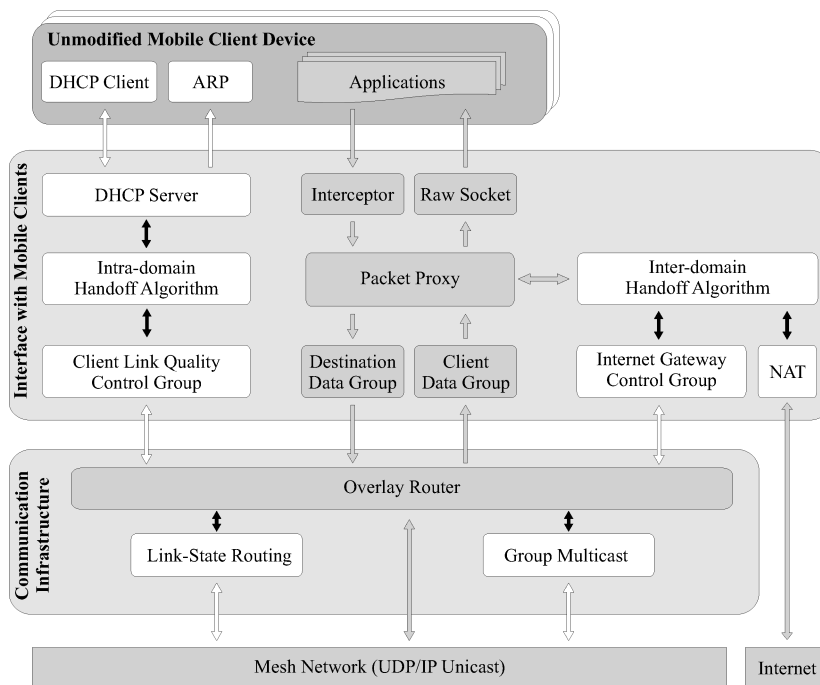 Unmodified Mobile Client Device
DHCP Client
ARP
Applications
Interface with Mobile Clients
DHCP Server
Interceptor
Raw Socket
Intra-domain
Handoff Algorithm
Packet Proxy
Inter-domain
Handoff Algorithm
Client Link Quality
Control Group
Destination
Data Group
Client
Data Group
Internet Gateway
Control Group
NAT
Communication
Infrastructure
Overlay Router
Link-State Routing
Group Multicast
Mesh Network (UDP/IP Unicast)
Internet